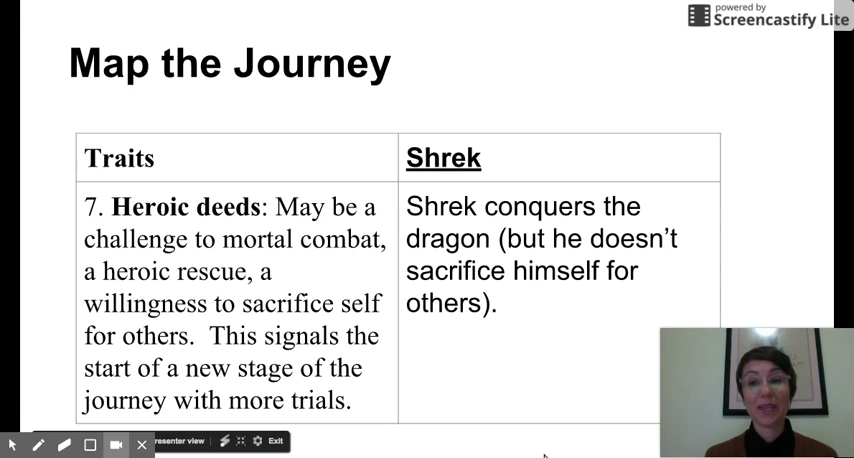 powered by
Screencastify Lite
Map the Journey
Traits
Shrek
7. Heroic deeds: May be a
challenge to mortal combat,
a heroic rescue, a
willingness to sacrifice self
for others.  This signals the
start of a new stage of the
journey with more trials.
Shrek conquers the
dragon (but he doesn’t
sacrifice himself for
others).
resenter view
Exit